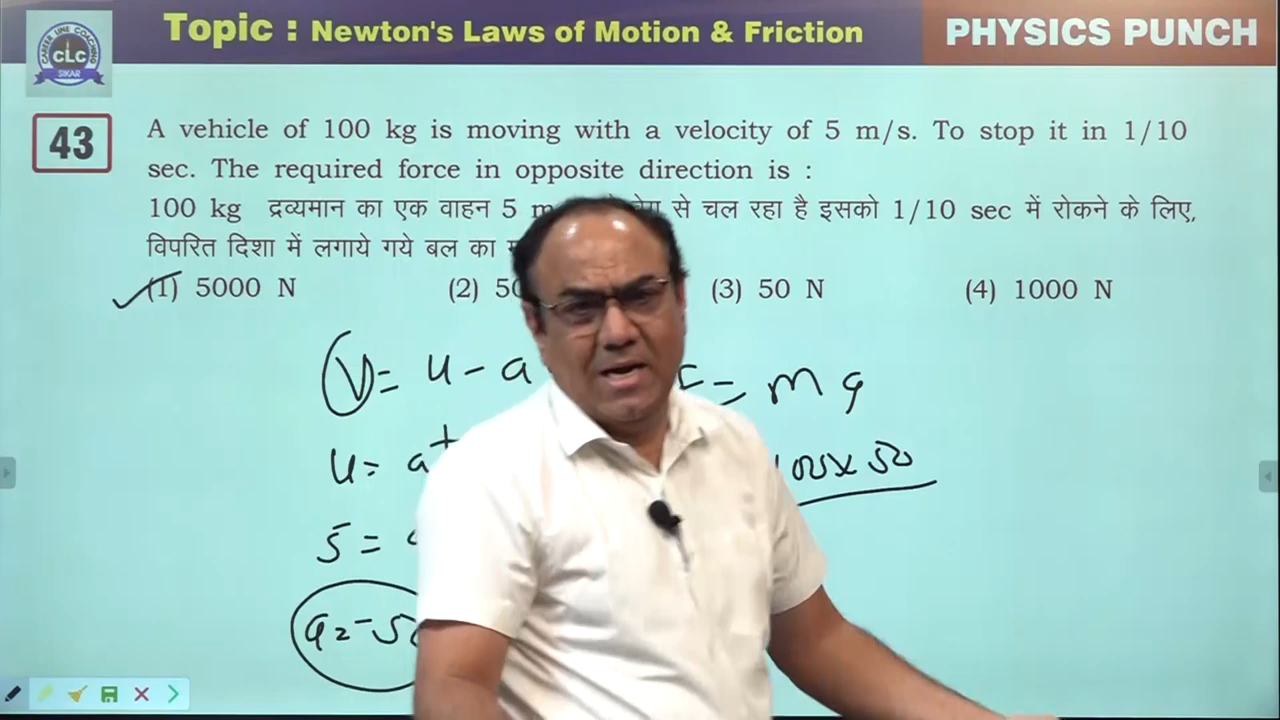 Topic : Newton's Laws of Motion & Friction
PHYSICS PUNCH
CAREER LINE COACHING
CLC
SIKAR
43
A vehicle of 100 kg is moving with a velocity of 5 m/s. To stop it in 1/10
sec. The required force in opposite direction is :
100 kg द्रव्यमान का एक वाहन 5 से चल रहा है इसको 1/10 sec में रोकने के लिए,
विपरित दिशा में लगाये गये बल का
(1) 5000 N (2) (3) 50 N (4) 1000 N
V = u - a = m a
u = at 100 x 50
5 =